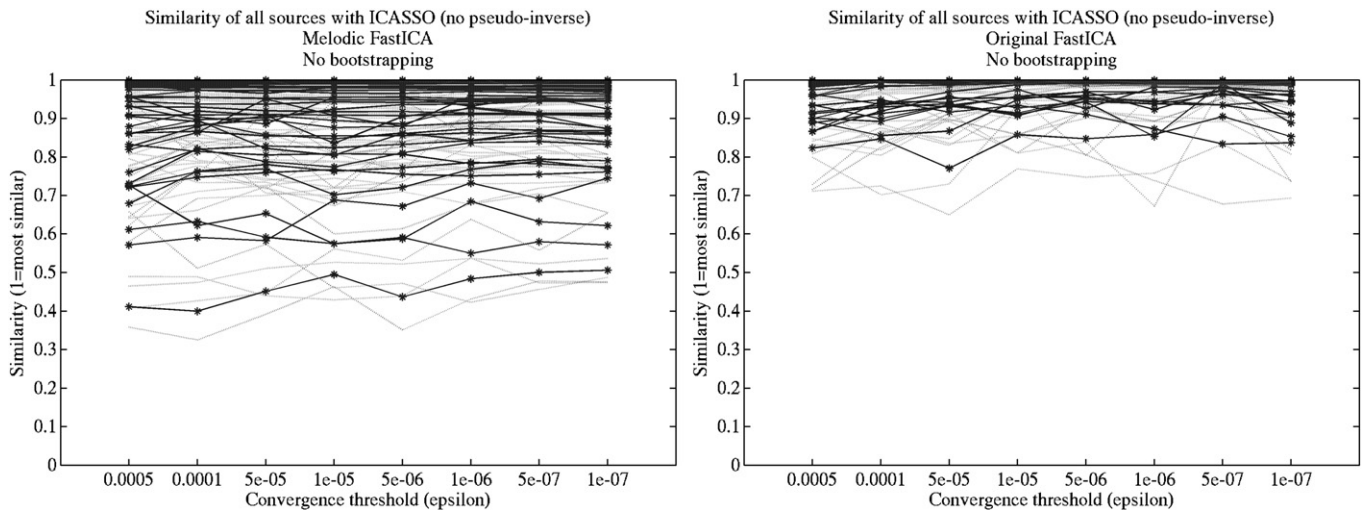 Similarity of all sources with ICASSO (no pseudo-inverse)
Melodic FastICA
No bootstrapping
1
0.9
0.8
0.7
0.6
0.5
0.4
0.3
0.2
0.1
0
Similarity (1=most similar)
0.0005 0.0001 5e-05 1e-05 5e-06 1e-06 5e-07 1e-07
Convergence threshold (epsilon)
Similarity of all sources with ICASSO (no pseudo-inverse)
Original FastICA
No bootstrapping
1
0.9
0.8
0.7
0.6
0.5
0.4
0.3
0.2
0.1
0
Similarity (1=most similar)
0.0005 0.0001 5e-05 1e-05 5e-06 1e-06 5e-07 1e-07
Convergence threshold (epsilon)